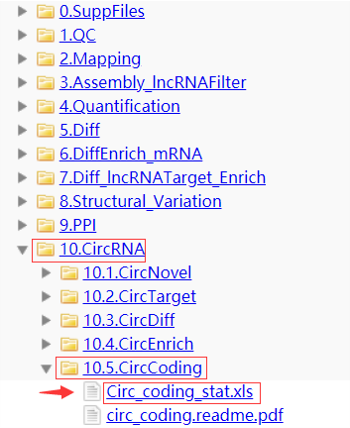 0.SuppFiles
1.QC
2.Mapping
3.Assembly_lncRNAFilter
4.Quantification
5.Diff
6.DiffEnrich_mRNA
7.Diff_lncRNATarget_Enrich
8.Structural_Variation
9.PPI
10.CircRNA
10.1.CircNovel
10.2.CircTarget
10.3.CircDiff
10.4.CircEnrich
10.5.CircCoding
Circ_coding_stat.xls
circ_coding.readme.pdf